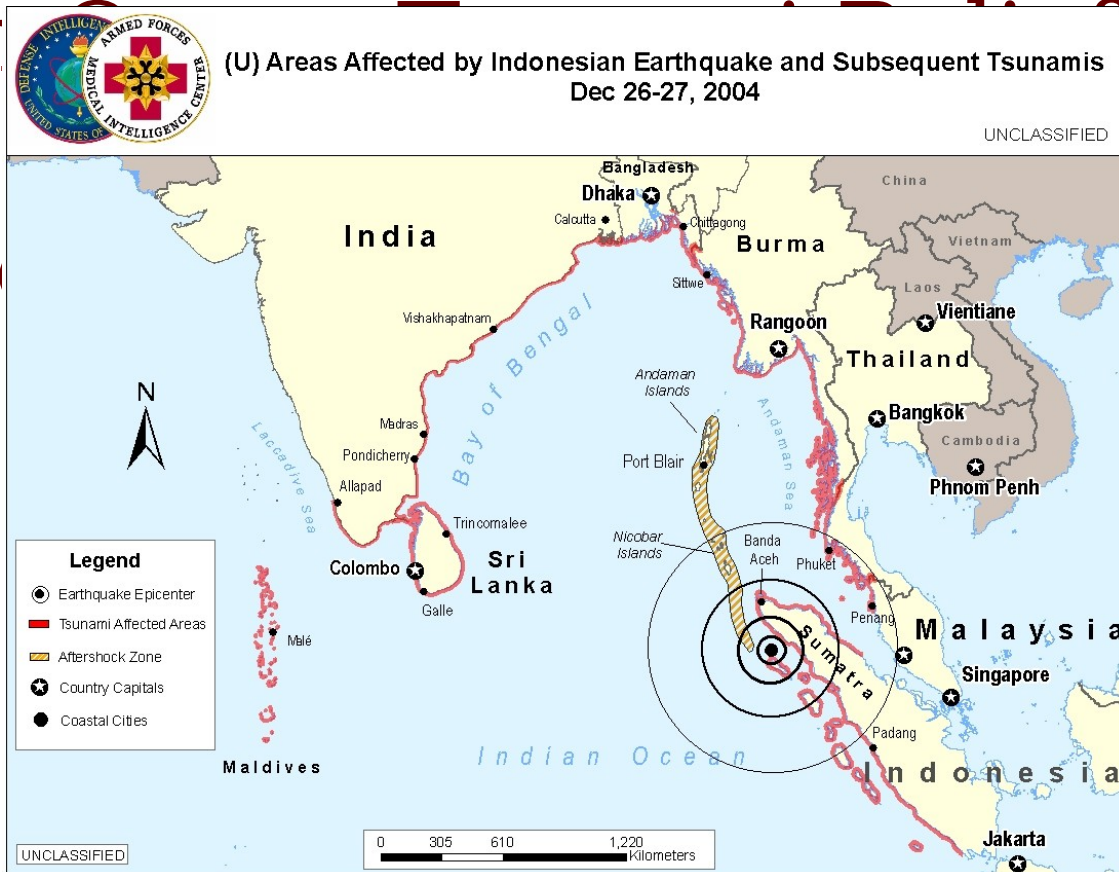 DEFENSE INTELLIGENCE
UNITED STATES OF
ARMED FORCES
MEDICAL INTELLIGENCE CENTER
(U) Areas Affected by Indonesian Earthquake and Subsequent Tsunamis
Dec 26-27, 2004
UNCLASSIFIED
Bangladesh
Dhaka
China
Calcutta
Chittagong
India
Burma
Vietnam
Sittwe
Laos
Vientiane
Vishakhapatnam
Rangoon
Bay of Bengal
Thailand
Andaman
Islands
N
Andaman Sea
Bangkok
Madras
Laccadive Sea
Cambodia
Pondicherry
Port Blair
Phnom Penh
Allapad
Trincomalee
Nicobar
Islands
Banda
Aceh
Phuket
Legend
Earthquake Epicenter
Tsunami Affected Areas
Aftershock Zone
Country Capitals
Coastal Cities
Colombo
Sri
Lanka
Galle
Penang
Malé
Sumatra
Malaysia
Singapore
Padang
Maldives
Indian Ocean
Indonesia
Jakarta
0 305 610 1,220
Kilometers
UNCLASSIFIED